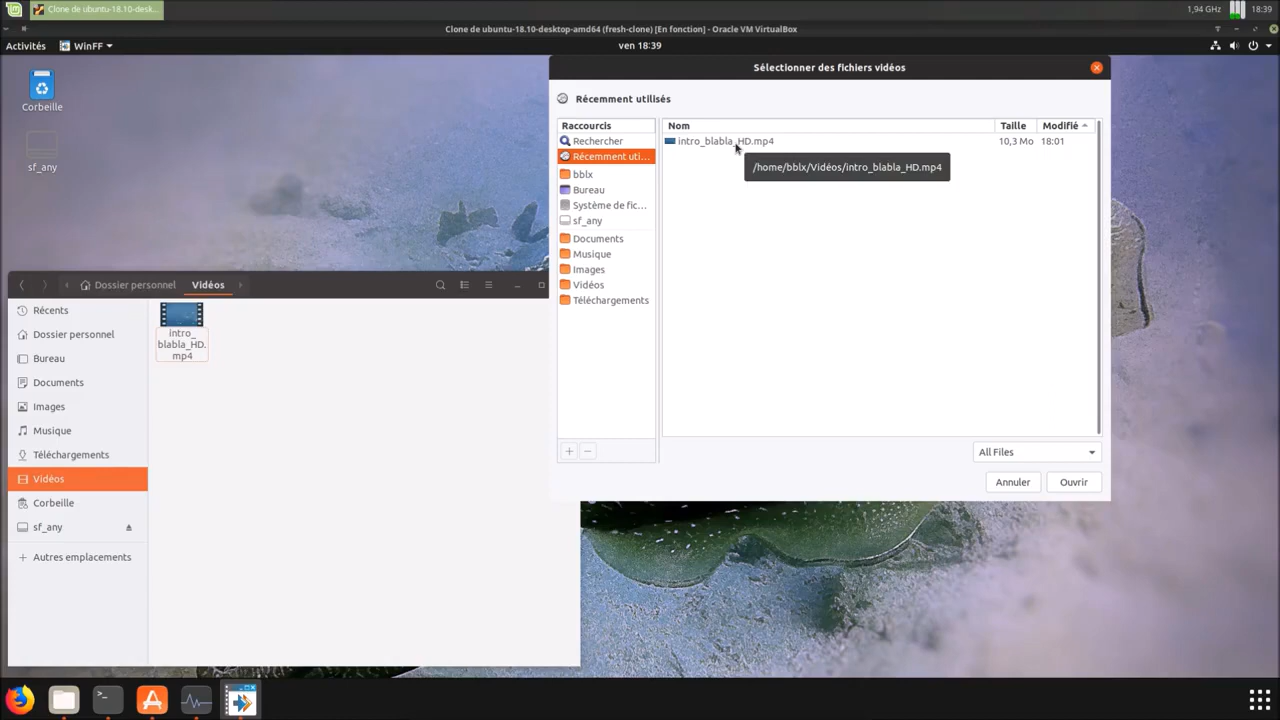 Clone de ubuntu-18.10-desk...
1,94 GHz
18:39
Clone de ubuntu-18.10-desktop-amd64 (fresh-clone) [En fonction] - Oracle VM VirtualBox
Activités
WinFF
ven 18:39
Corbeille
sf_any
Sélectionner des fichiers vidéos
Récemment utilisés
Raccourcis
Rechercher
Récemment uti...
bblx
Bureau
Système de fic...
sf_any
Documents
Musique
Images
Vidéos
Téléchargements
Nom
Taille
Modifié
intro_blabla_HD.mp4
10,3 Mo
18:01
/home/bblx/Vidéos/intro_blabla_HD.mp4
All Files
Annuler
Ouvrir
Dossier personnel
Vidéos
Récents
Dossier personnel
Bureau
Documents
Images
Musique
Téléchargements
Vidéos
Corbeille
sf_any
Autres emplacements
intro_
blabla_HD.
mp4